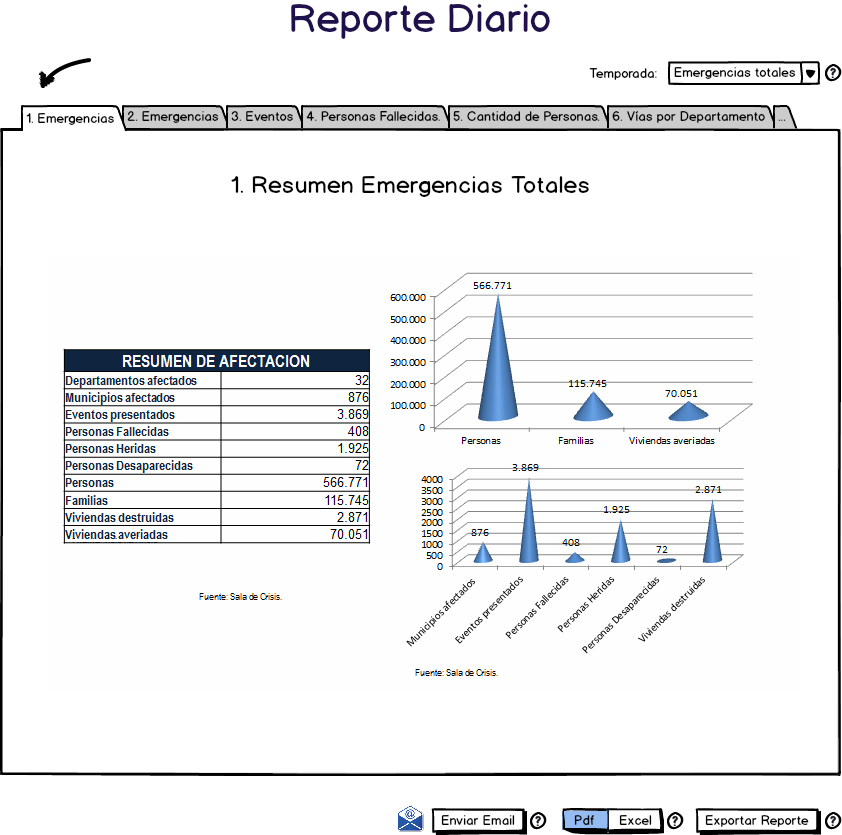 Reporte Diario
Temporada: Emergencias totales ?
1. Emergencias 2. Emergencias 3. Eventos 4. Personas Fallecidas. 5. Cantidad de Personas. 6. Vías por Departamento ...
1. Resumen Emergencias Totales
RESUMEN DE AFECTACION
Departamentos afectados 32
Municipios afectados 876
Eventos presentados 3.869
Personas Fallecidas 408
Personas Heridas 1.925
Personas Desaparecidas 72
Personas 566.771
Familias 115.745
Viviendas destruidas 2.871
Viviendas averiadas 70.051
Fuente: Sala de Crisis.
566.771
600.000
500.000
400.000
300.000
200.000
115.745
70.051
100.000
0
Personas Familias Viviendas averiadas
3.869
4000
3500
3000
2500
2000
1500
1000
500
0
2.871
1.925
876
408
72
Municipios afectados
Eventos presentados
Personas Fallecidas
Personas Heridas
Personas Desaparecidas
Viviendas destruidas
Fuente: Sala de Crisis.
@ Enviar Email ? Pdf Excel ? Exportar Reporte ?